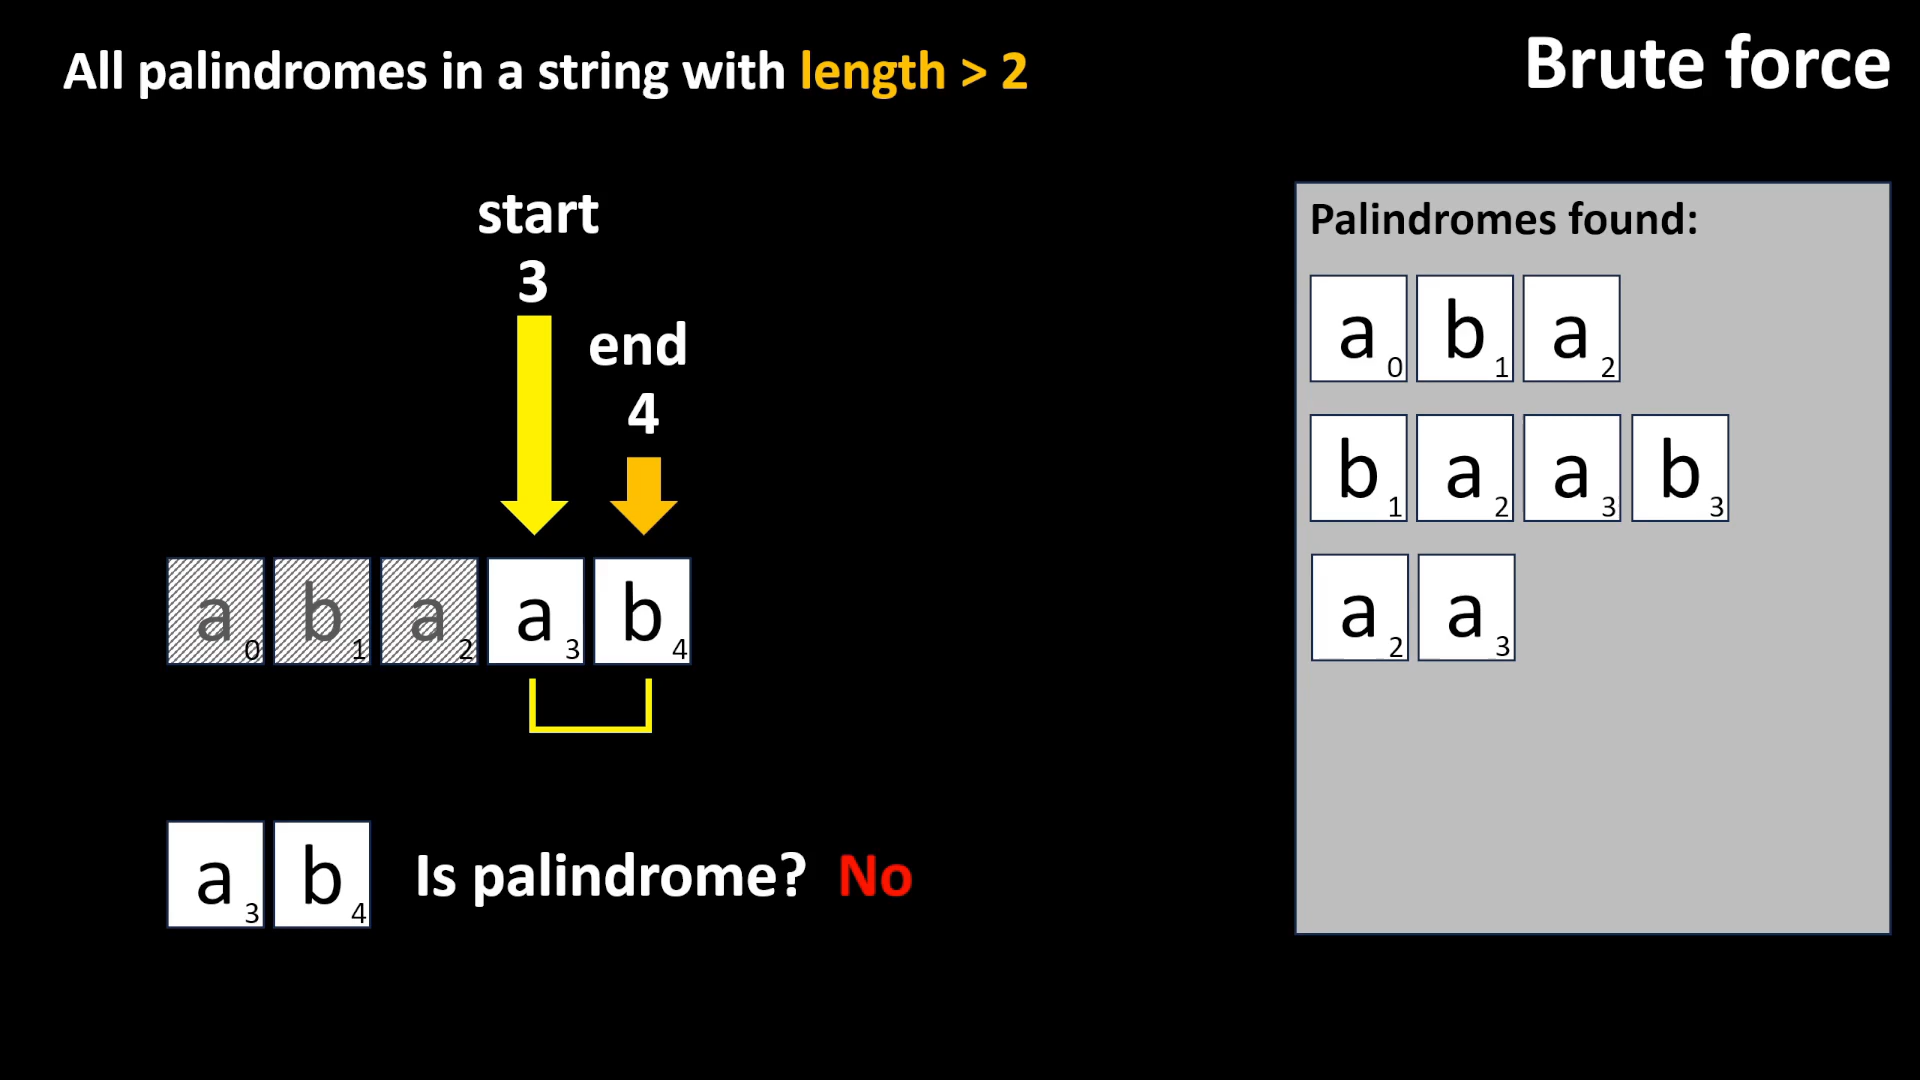 All palindromes in a string with length > 2
Brute force
start
3
end
4
a0 b1 a2 a3 b4
a3 b4 Is palindrome? No
Palindromes found:
a0 b1 a2
b1 a2 a3 b3
a2 a3